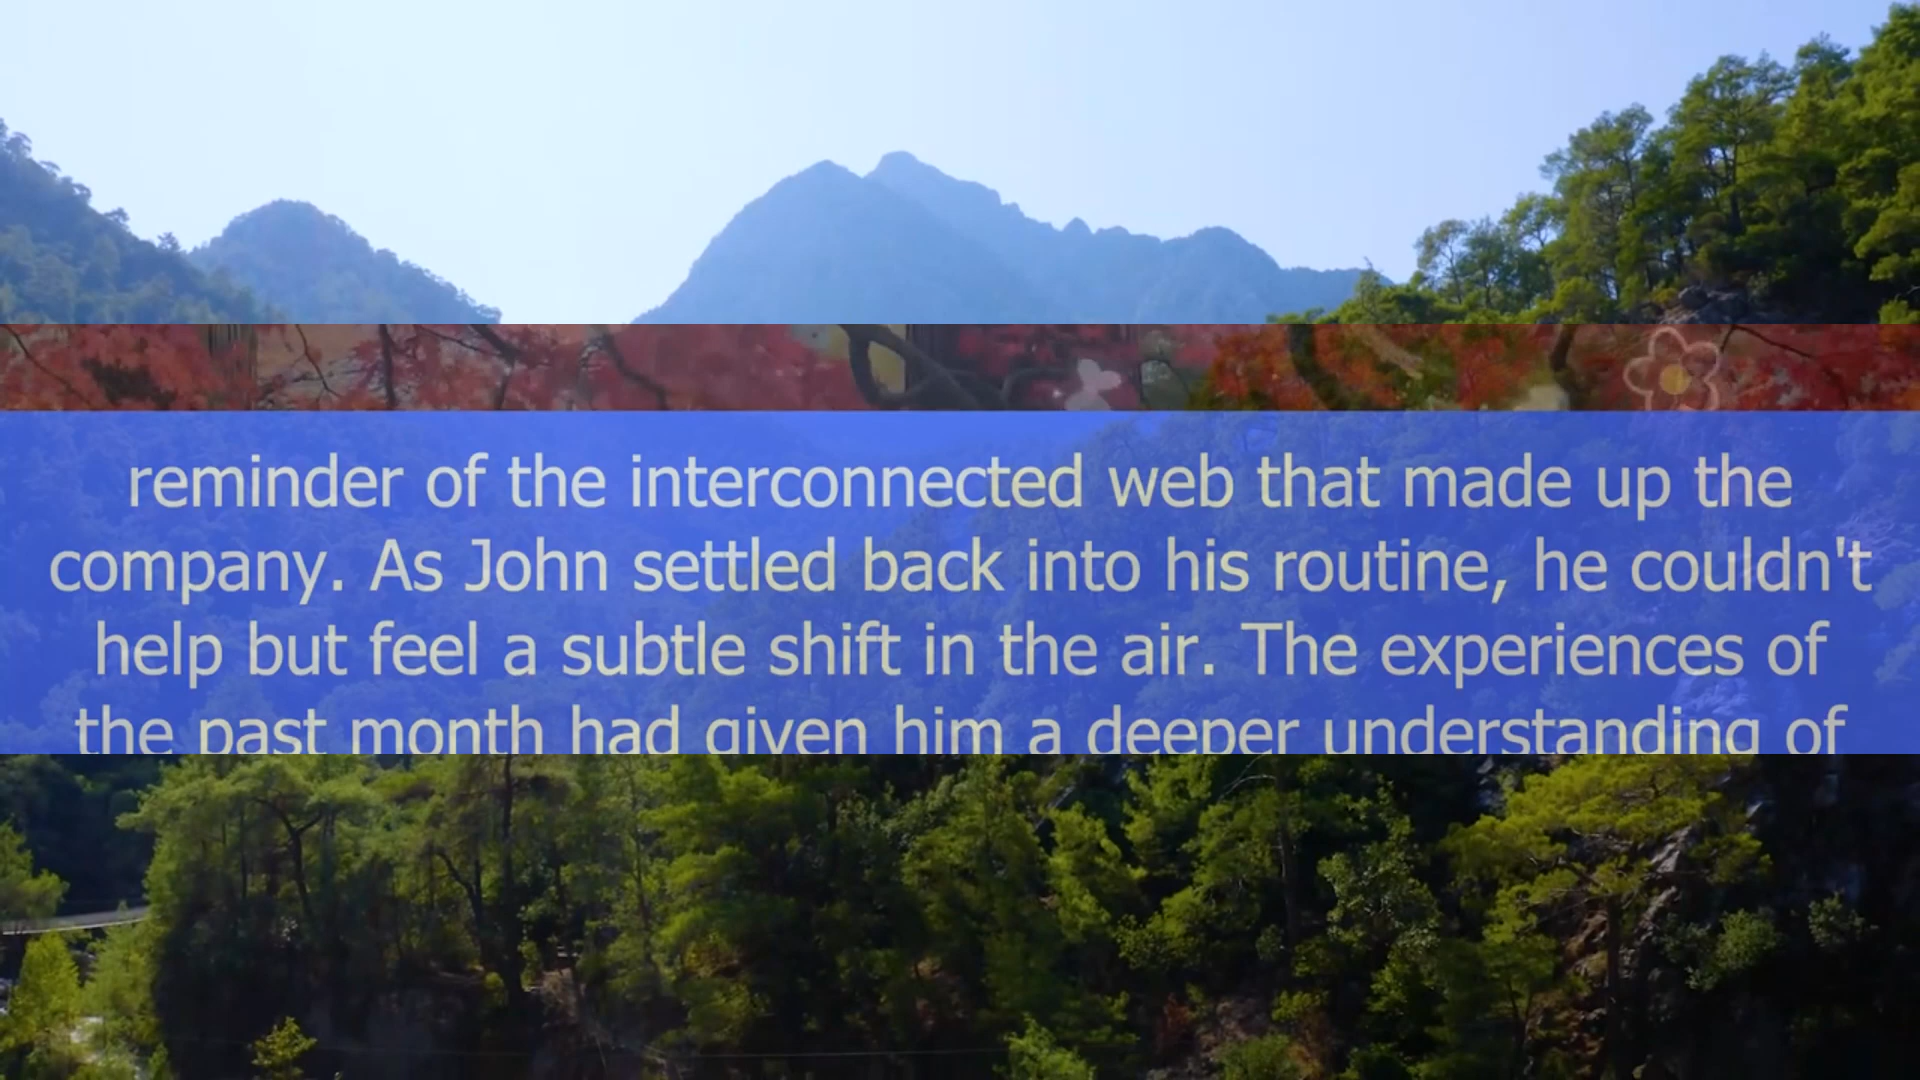 reminder of the interconnected web that made up the
company. As John settled back into his routine, he couldn't
help but feel a subtle shift in the air. The experiences of
the past month had given him a deeper understanding of